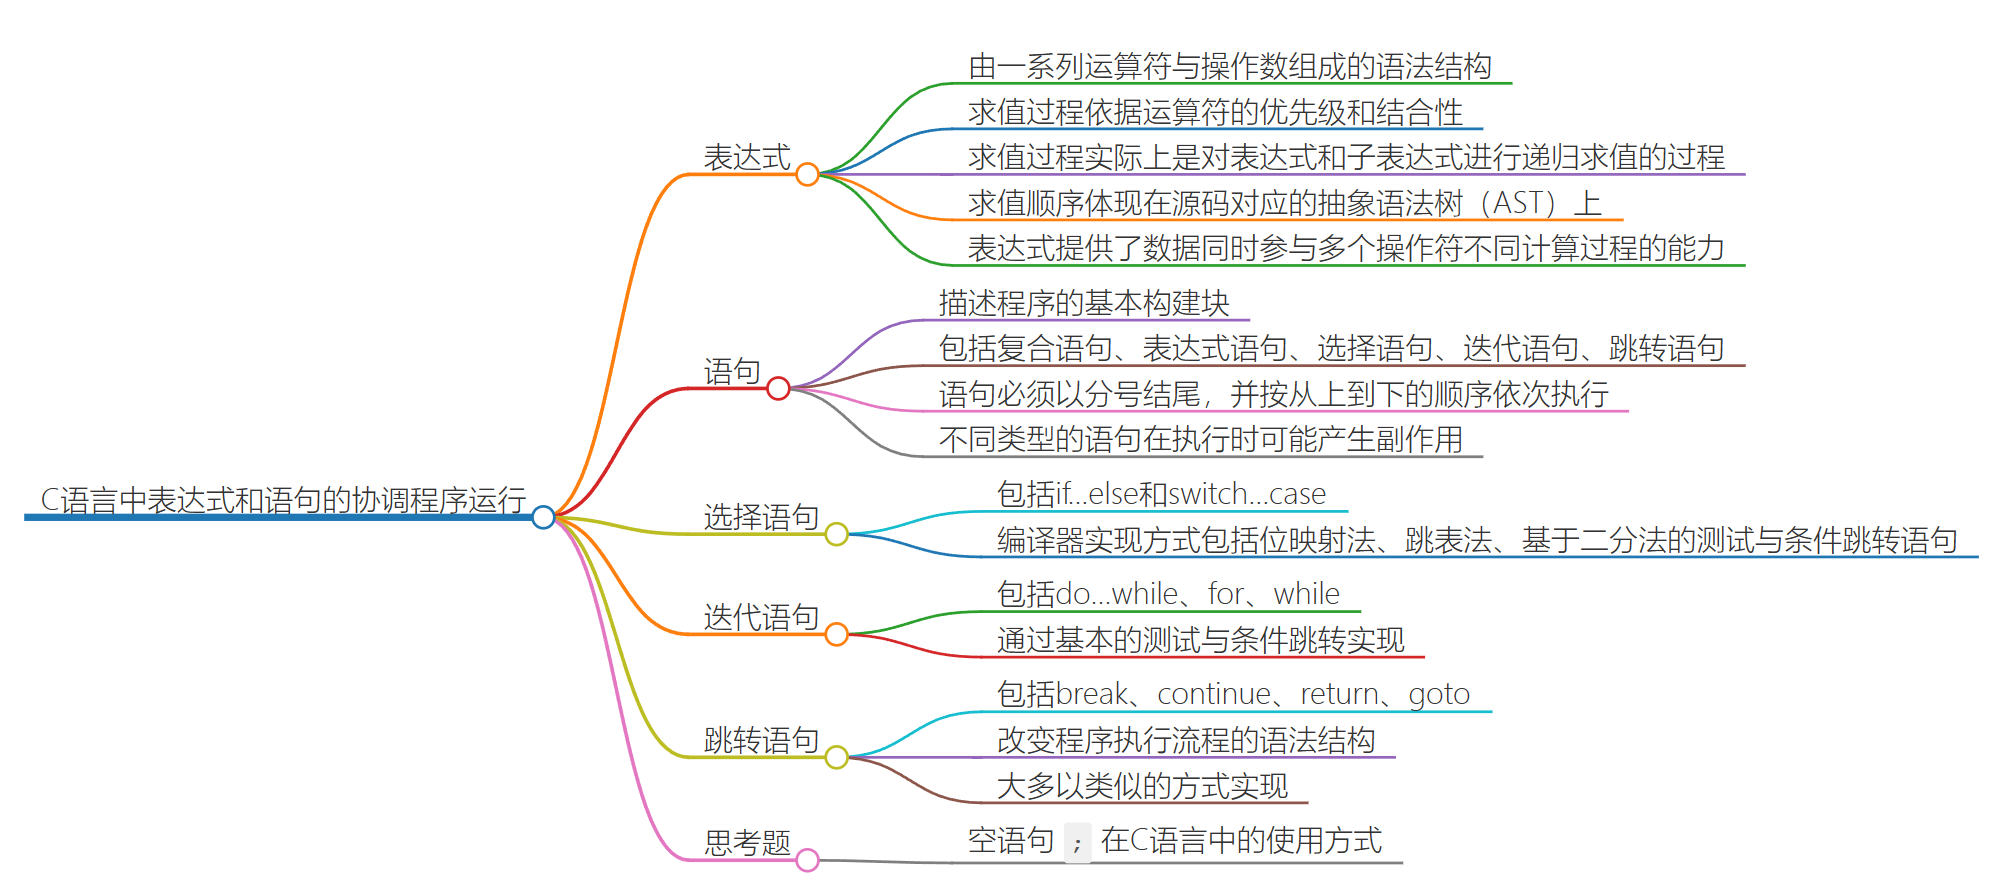 C语言中表达式和语句的协调程序运行
表达式
由一系列运算符与操作数组成的语法结构
求值过程依据运算符的优先级和结合性
求值过程实际上是对表达式和子表达式进行递归求值的过程
求值顺序体现在源码对应的抽象语法树（AST）上
表达式提供了数据同时参与多个操作符不同计算过程的能力
语句
描述程序的基本构建块
包括复合语句、表达式语句、选择语句、迭代语句、跳转语句
语句必须以分号结尾，并按从上到下的顺序依次执行
不同类型的语句在执行时可能产生副作用
选择语句
包括if...else和switch...case
编译器实现方式包括位映射法、跳表法、基于二分法的测试与条件跳转语句
迭代语句
包括do...while、for、while
通过基本的测试与条件跳转实现
跳转语句
包括break、continue、return、goto
改变程序执行流程的语法结构
大多以类似的方式实现
思考题
空语句 ; 在C语言中的使用方式